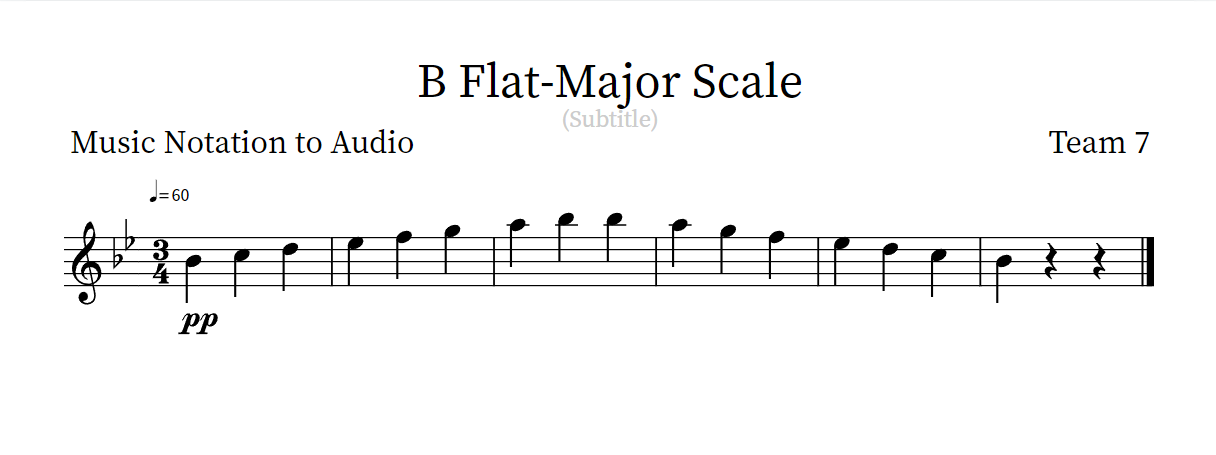 B Flat-Major Scale
(Subtitle)
Music Notation to Audio
Team 7
♩=60
3
4
pp